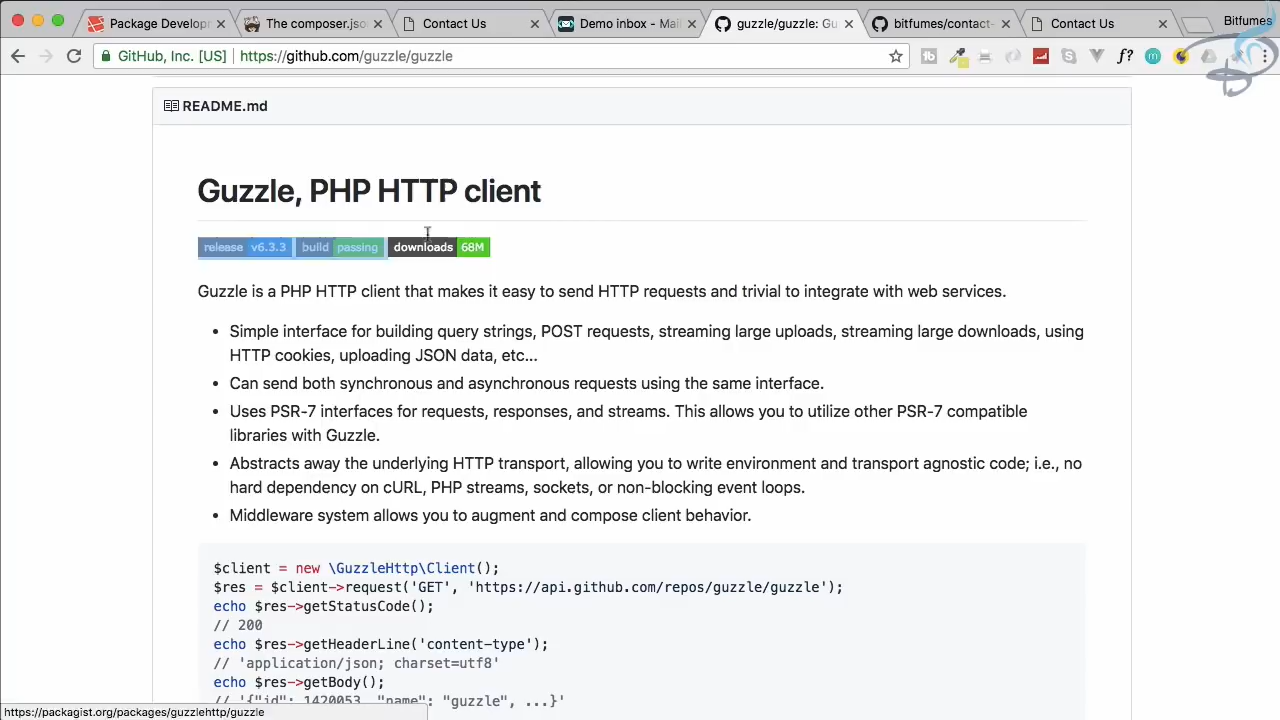 Package Develop
The composer.jso
Contact Us
Demo inbox - Mai
guzzle/guzzle: Gu
bitfumes/contact-
Contact Us
Bitfumes
GitHub, Inc. [US]
https://github.com/guzzle/guzzle
README.md
Guzzle, PHP HTTP client
release v6.3.3 build passing downloads 68M
Guzzle is a PHP HTTP client that makes it easy to send HTTP requests and trivial to integrate with web services.
• Simple interface for building query strings, POST requests, streaming large uploads, streaming large downloads, using
HTTP cookies, uploading JSON data, etc...
• Can send both synchronous and asynchronous requests using the same interface.
• Uses PSR-7 interfaces for requests, responses, and streams. This allows you to utilize other PSR-7 compatible
libraries with Guzzle.
• Abstracts away the underlying HTTP transport, allowing you to write environment and transport agnostic code; i.e., no
hard dependency on cURL, PHP streams, sockets, or non-blocking event loops.
• Middleware system allows you to augment and compose client behavior.
$client = new \GuzzleHttp\Client();
$res = $client->request('GET', 'https://api.github.com/repos/guzzle/guzzle');
echo $res->getStatusCode();
// 200
echo $res->getHeaderLine('content-type');
// 'application/json; charset=utf8'
echo $res->getBody();
// '{"id": 1420053, "name": "guzzle", ...}'
https://packagist.org/packages/guzzlehttp/guzzle